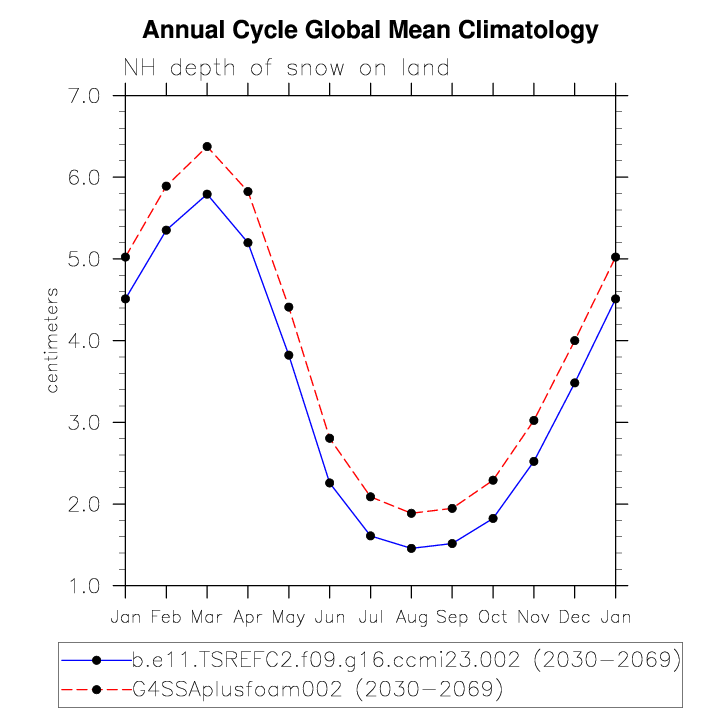 Annual Cycle Global Mean Climatology
NH depth of snow on land
7.0
6.0
5.0
4.0
3.0
2.0
1.0
centimeters
Jan Feb Mar Apr May Jun Jul Aug Sep Oct Nov Dec Jan
b.e11.TSREFC2.f09.g16.ccmi23.002 (2030-2069)
G4SSAplusfoam002 (2030-2069)